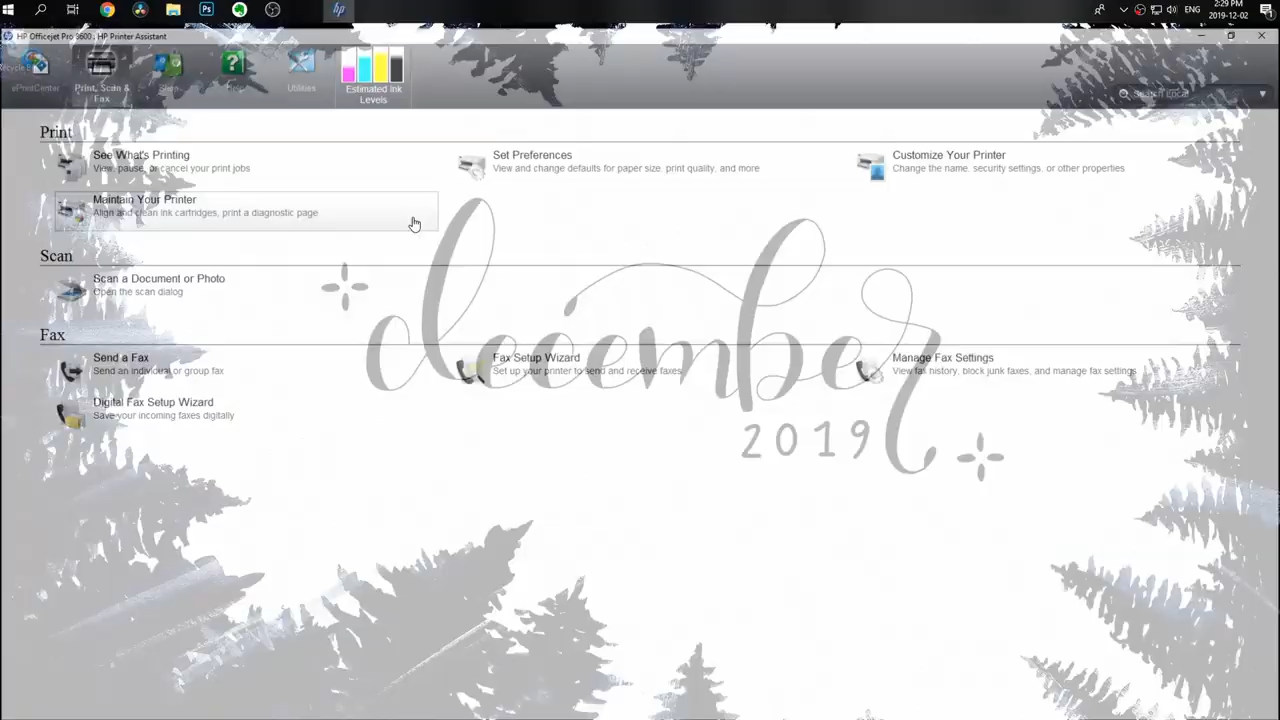 2:29 PM
ENG
2019-12-02
1
HP Officejet Pro 8600 : HP Printer Assistant
hp
ePrintCenter
Print, Scan &
Fax
Shop
Help
Utilities
Estimated Ink
Levels
Ps
Print
See What's Printing
View, pause, or cancel your print jobs
Set Preferences
View and change defaults for paper size, print quality, and more
Customize Your Printer
Change the name, security settings, or other properties
Maintain Your Printer
Align and clean ink cartridges, print a diagnostic page
Scan
Scan a Document or Photo
Open the scan dialog
december
2019
Fax
Send a Fax
Send an individual or group fax
Fax Setup Wizard
Set up your printer to send and receive faxes
Manage Fax Settings
View fax history, block junk faxes, and manage fax settings
Digital Fax Setup Wizard
Save your incoming faxes digitally